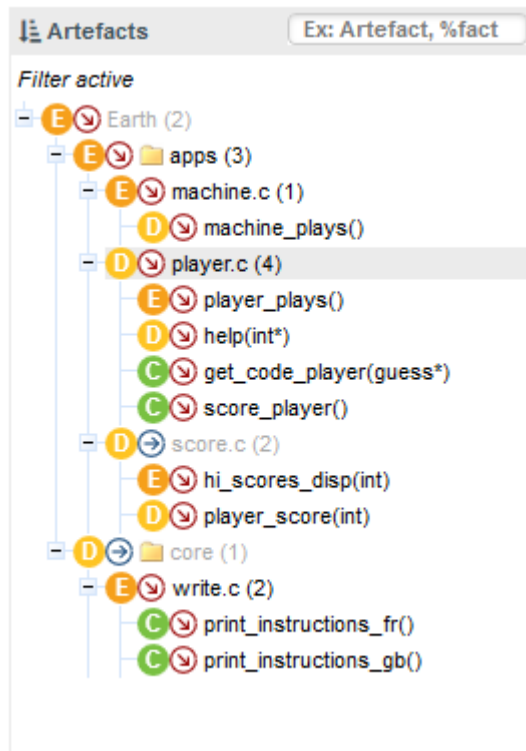 Artefacts Ex: Artefact, %fact
Filter active
E Earth (2)
E apps (3)
E machine.c (1)
D machine_plays()
D player.c (4)
E player_plays()
D help(int*)
C get_code_player(guess*)
C score_player()
D score.c (2)
E hi_scores_disp(int)
D player_score(int)
D core (1)
E write.c (2)
C print_instructions_fr()
C print_instructions_gb()